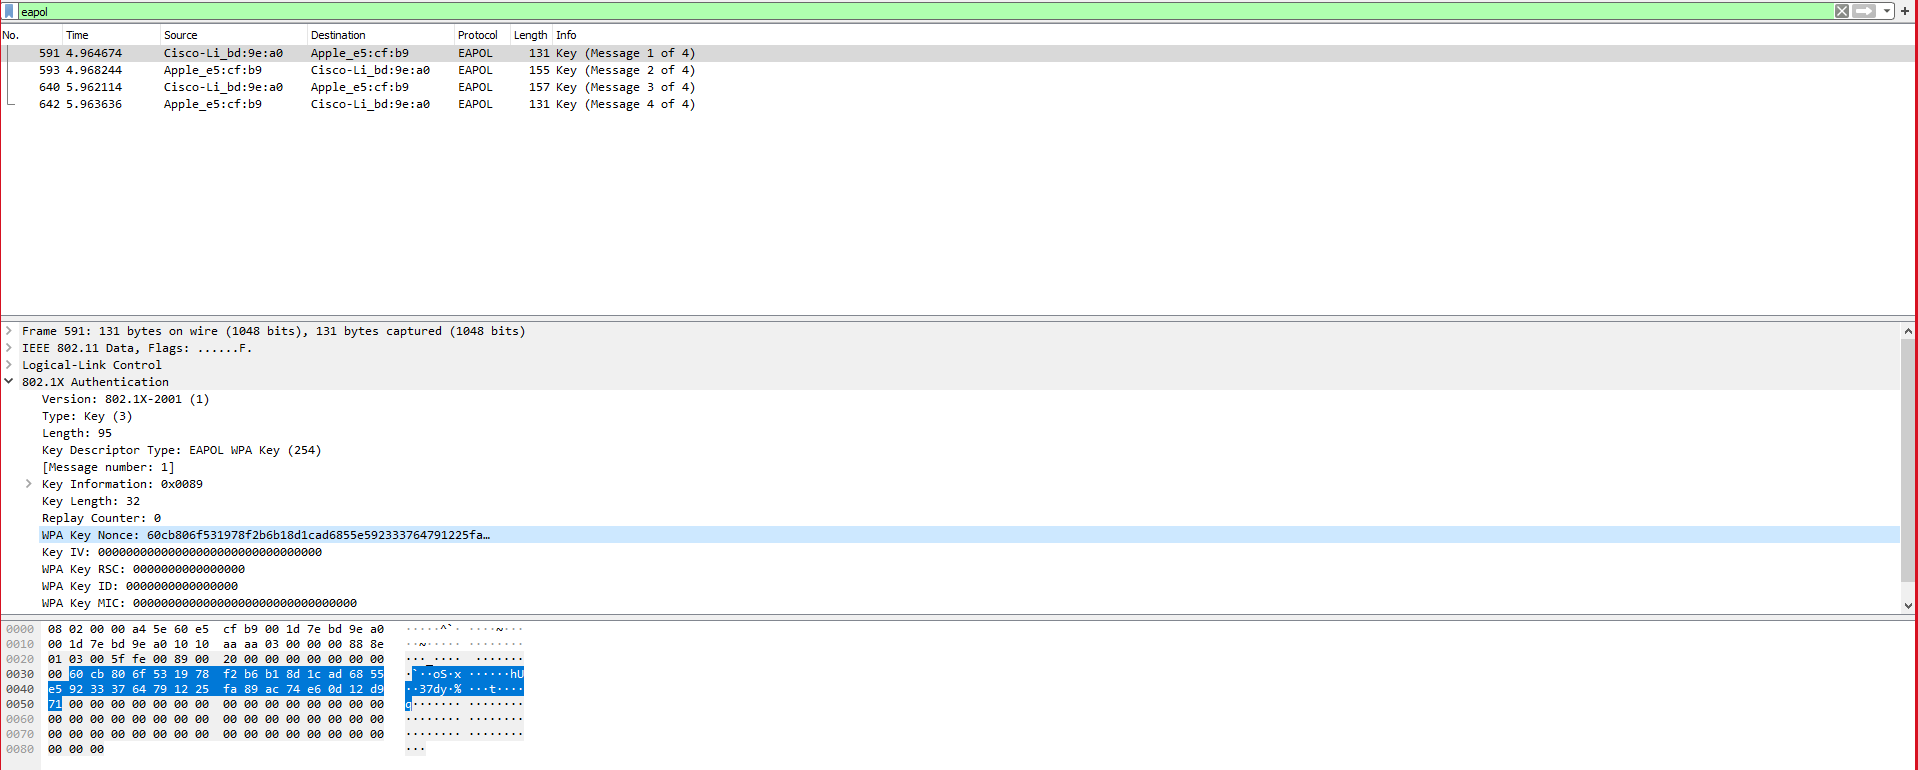 eapol
No. Time Source Destination Protocol Length Info
591 4.964674 Cisco-Li_bd:9e:a0 Apple_e5:cf:b9 EAPOL 131 Key (Message 1 of 4)
593 4.968244 Apple_e5:cf:b9 Cisco-Li_bd:9e:a0 EAPOL 155 Key (Message 2 of 4)
640 5.962114 Cisco-Li_bd:9e:a0 Apple_e5:cf:b9 EAPOL 157 Key (Message 3 of 4)
642 5.963636 Apple_e5:cf:b9 Cisco-Li_bd:9e:a0 EAPOL 131 Key (Message 4 of 4)
Frame 591: 131 bytes on wire (1048 bits), 131 bytes captured (1048 bits)
IEEE 802.11 Data, Flags: ......F.
Logical-Link Control
802.1X Authentication
Version: 802.1X-2001 (1)
Type: Key (3)
Length: 95
Key Descriptor Type: EAPOL WPA Key (254)
[Message number: 1]
Key Information: 0x0089
Key Length: 32
Replay Counter: 0
WPA Key Nonce: 60cb806f531978f2b6b18d1cad6855e592333764791225fa…
Key IV: 00000000000000000000000000000000
WPA Key RSC: 0000000000000000
WPA Key ID: 0000000000000000
WPA Key MIC: 00000000000000000000000000000000
0000 08 02 00 00 a4 5e 60 e5 cf b9 00 1d 7e bd 9e a0 ·····^`· ····~···
0010 00 1d 7e bd 9e a0 10 10 aa aa 03 00 00 00 88 8e ··~····· ········
0020 01 03 00 5f fe 00 89 00 20 00 00 00 00 00 00 00 ···_···· ·······
0030 00 60 cb 80 6f 53 19 78 f2 b6 b1 8d 1c ad 68 55 ·`··oS·x ······hU
0040 e5 92 33 37 64 79 12 25 fa 89 ac 74 e6 0d 12 d9 ··37dy·% ···t····
0050 71 00 00 00 00 00 00 00 00 00 00 00 00 00 00 00 q······· ········
0060 00 00 00 00 00 00 00 00 00 00 00 00 00 00 00 00 ········ ········
0070 00 00 00 00 00 00 00 00 00 00 00 00 00 00 00 00 ········ ········
0080 00 00 00 ···